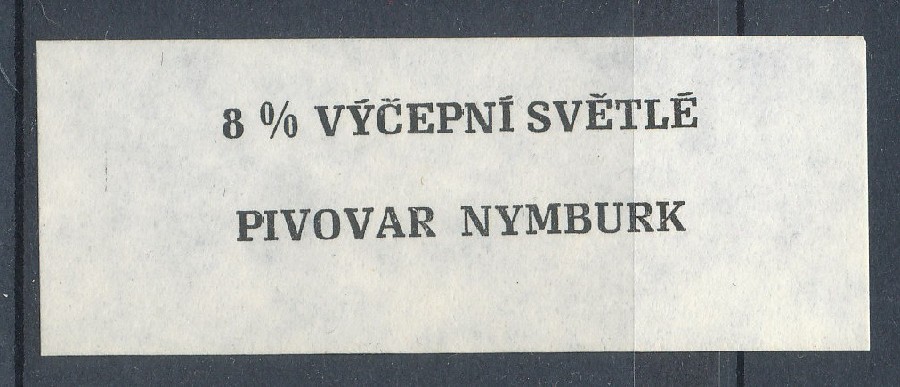 8 % VÝČEPNÍ SVĚTLÉ
PIVOVAR NYMBURK